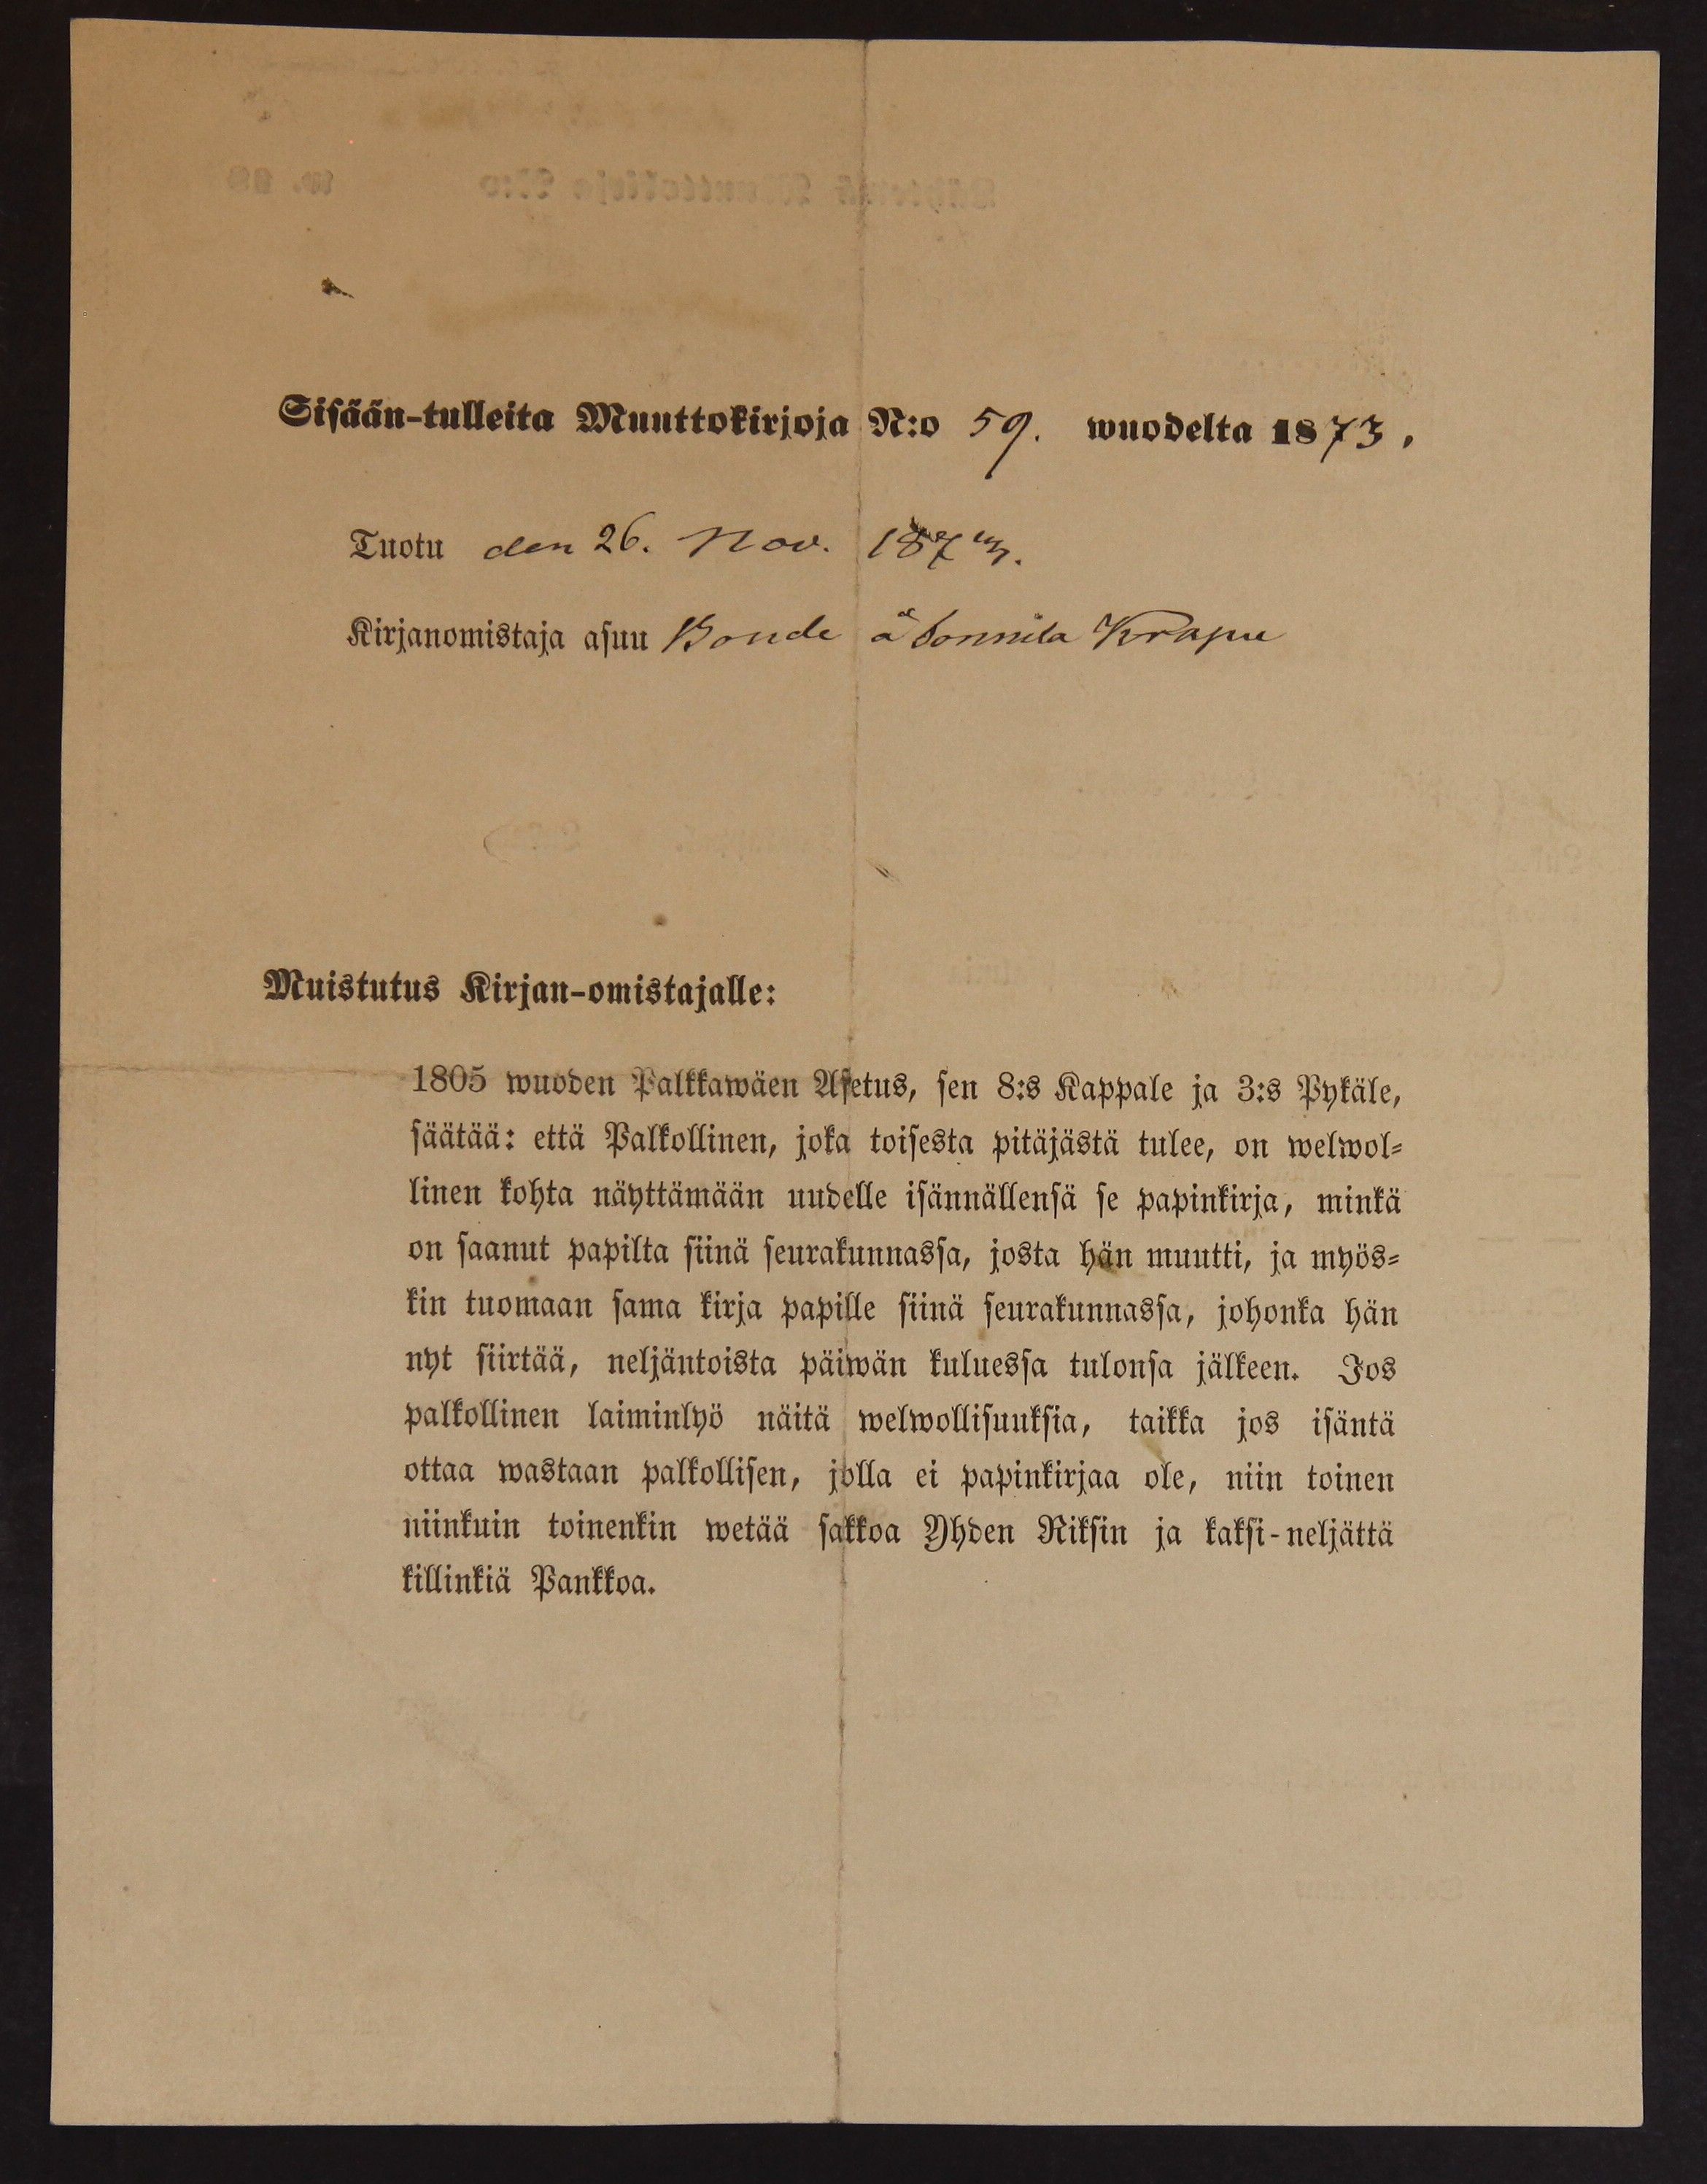 Sisään-tulleita Muuttokirjoja N:o 59. wuodelta 1873,
Tuotu den 26. Nov. 1873.
Kirjanomistaja asuu Bonde å Sonnila Krapu
Muistutus Kirjan-omistajalle:
1805 wuoden Palkkawäen Asetus, sen 8:s Kappale ja 3:s Pykäle,
säätää: että Palkollinen, joka toisesta pitäjästä tulee, on welwol-
linen kohta näyttämään uudelle isännällensä se papinkirja, minkä
on saanut papilta siinä seurakunnassa, josta hän muutti, ja myös-
kin tuomaan sama kirja papille siinä seurakunnassa, johonka hän
nyt siirtää, neljäntoista päiwän kuluessa tulonsa jälkeen. Jos
palkollinen laiminlyö näitä welwollisuuksia, taikka jos isäntä
ottaa wastaan palkollisen, jolla ei papinkirjaa ole, niin toinen
niinkuin toinenkin wetää sakkoa Yhden Riksin ja kaksi-neljättä
killinkiä Pankkoa.